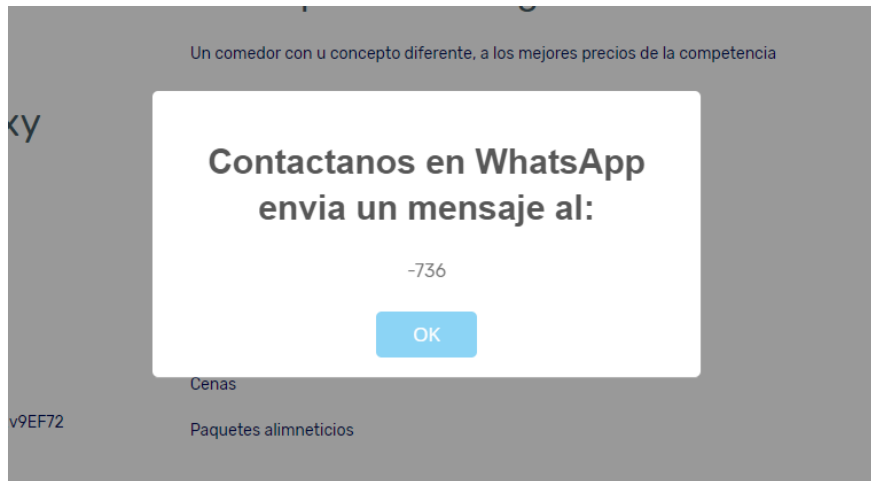 Un comedor con u concepto diferente, a los mejores precios de la competencia
xy
Contactanos en WhatsApp
envia un mensaje al:
-736
OK
Cenas
v9EF72
Paquetes alimneticios